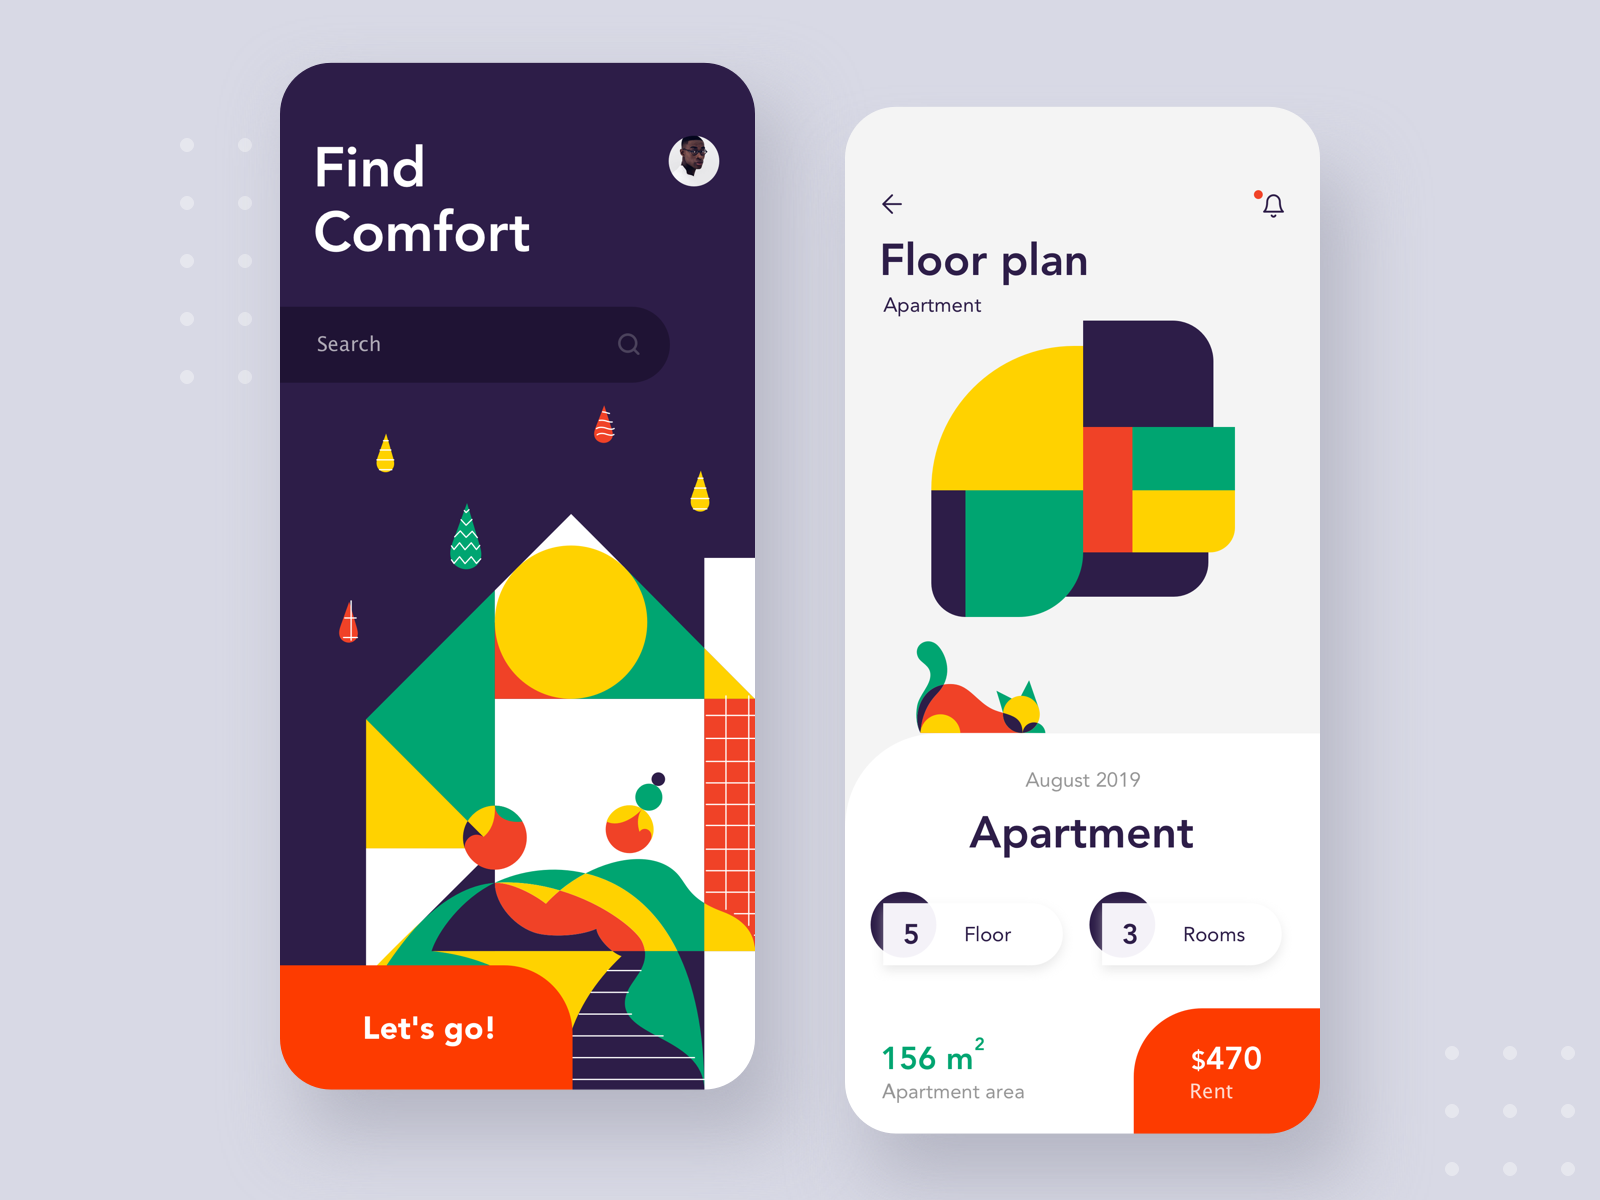 Find
Comfort
Search
Let's go!
Floor plan
Apartment
August 2019
Apartment
5 Floor
3 Rooms
156 m²
Apartment area
$470
Rent